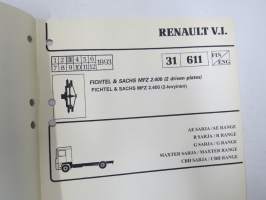 RENAULT V.I.
1 2 3 4 5 6
7 8 9 10 11 12
1993
31 611
FIN/
ENG
FICHTEL & SACHS MFZ 2.400 (2 driven plates)
FICHTEL & SACHS MFZ 2.400 (2-levyinen)
AE SARJA / AE RANGE
R SARJA / R RANGE
G SARJA / G RANGE
MAXTER SARJA / MAXTER RANGE
CBH SARJA / CBH RANGE